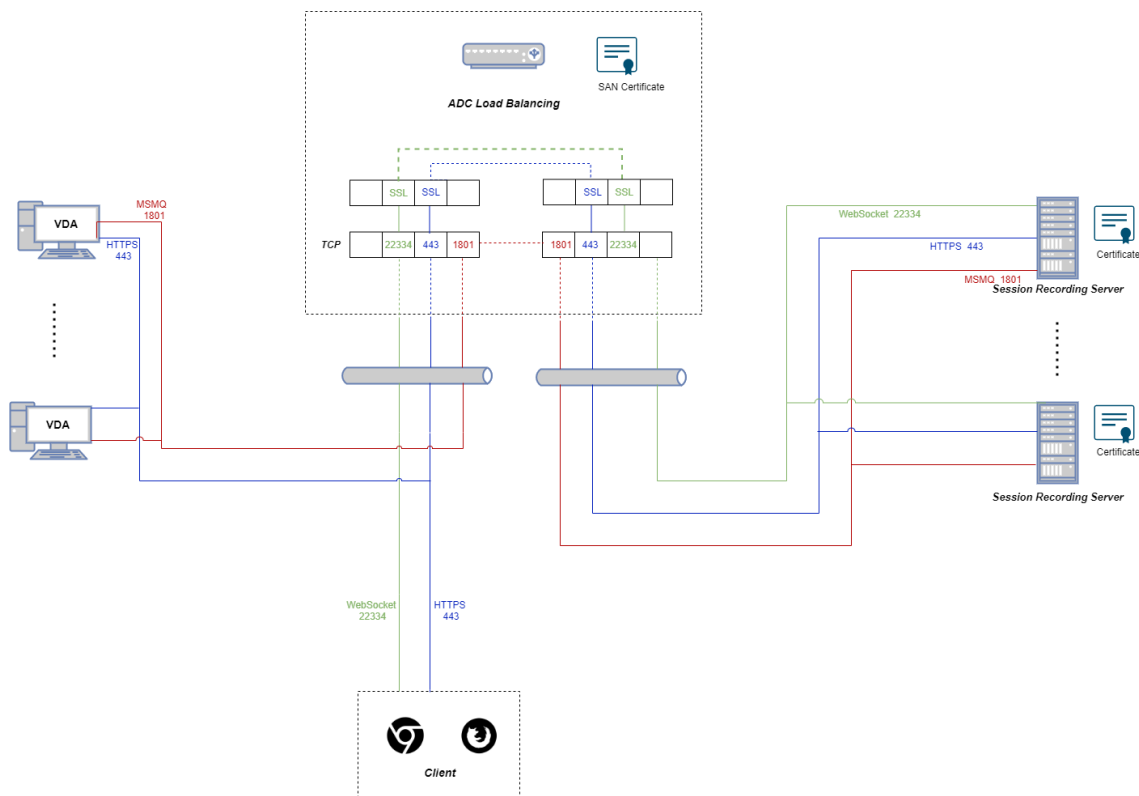 SAN Certificate
ADC Load Balancing
SSL
SSL
SSL
SSL
MSMQ
1801
VDA
HTTPS
443
TCP
22334
443
1801
1801
443
22334
WebSocket 22334
HTTPS 443
MSMQ 1801
Certificate
Session Recording Server
VDA
Certificate
Session Recording Server
WebSocket
22334
HTTPS
443
Client